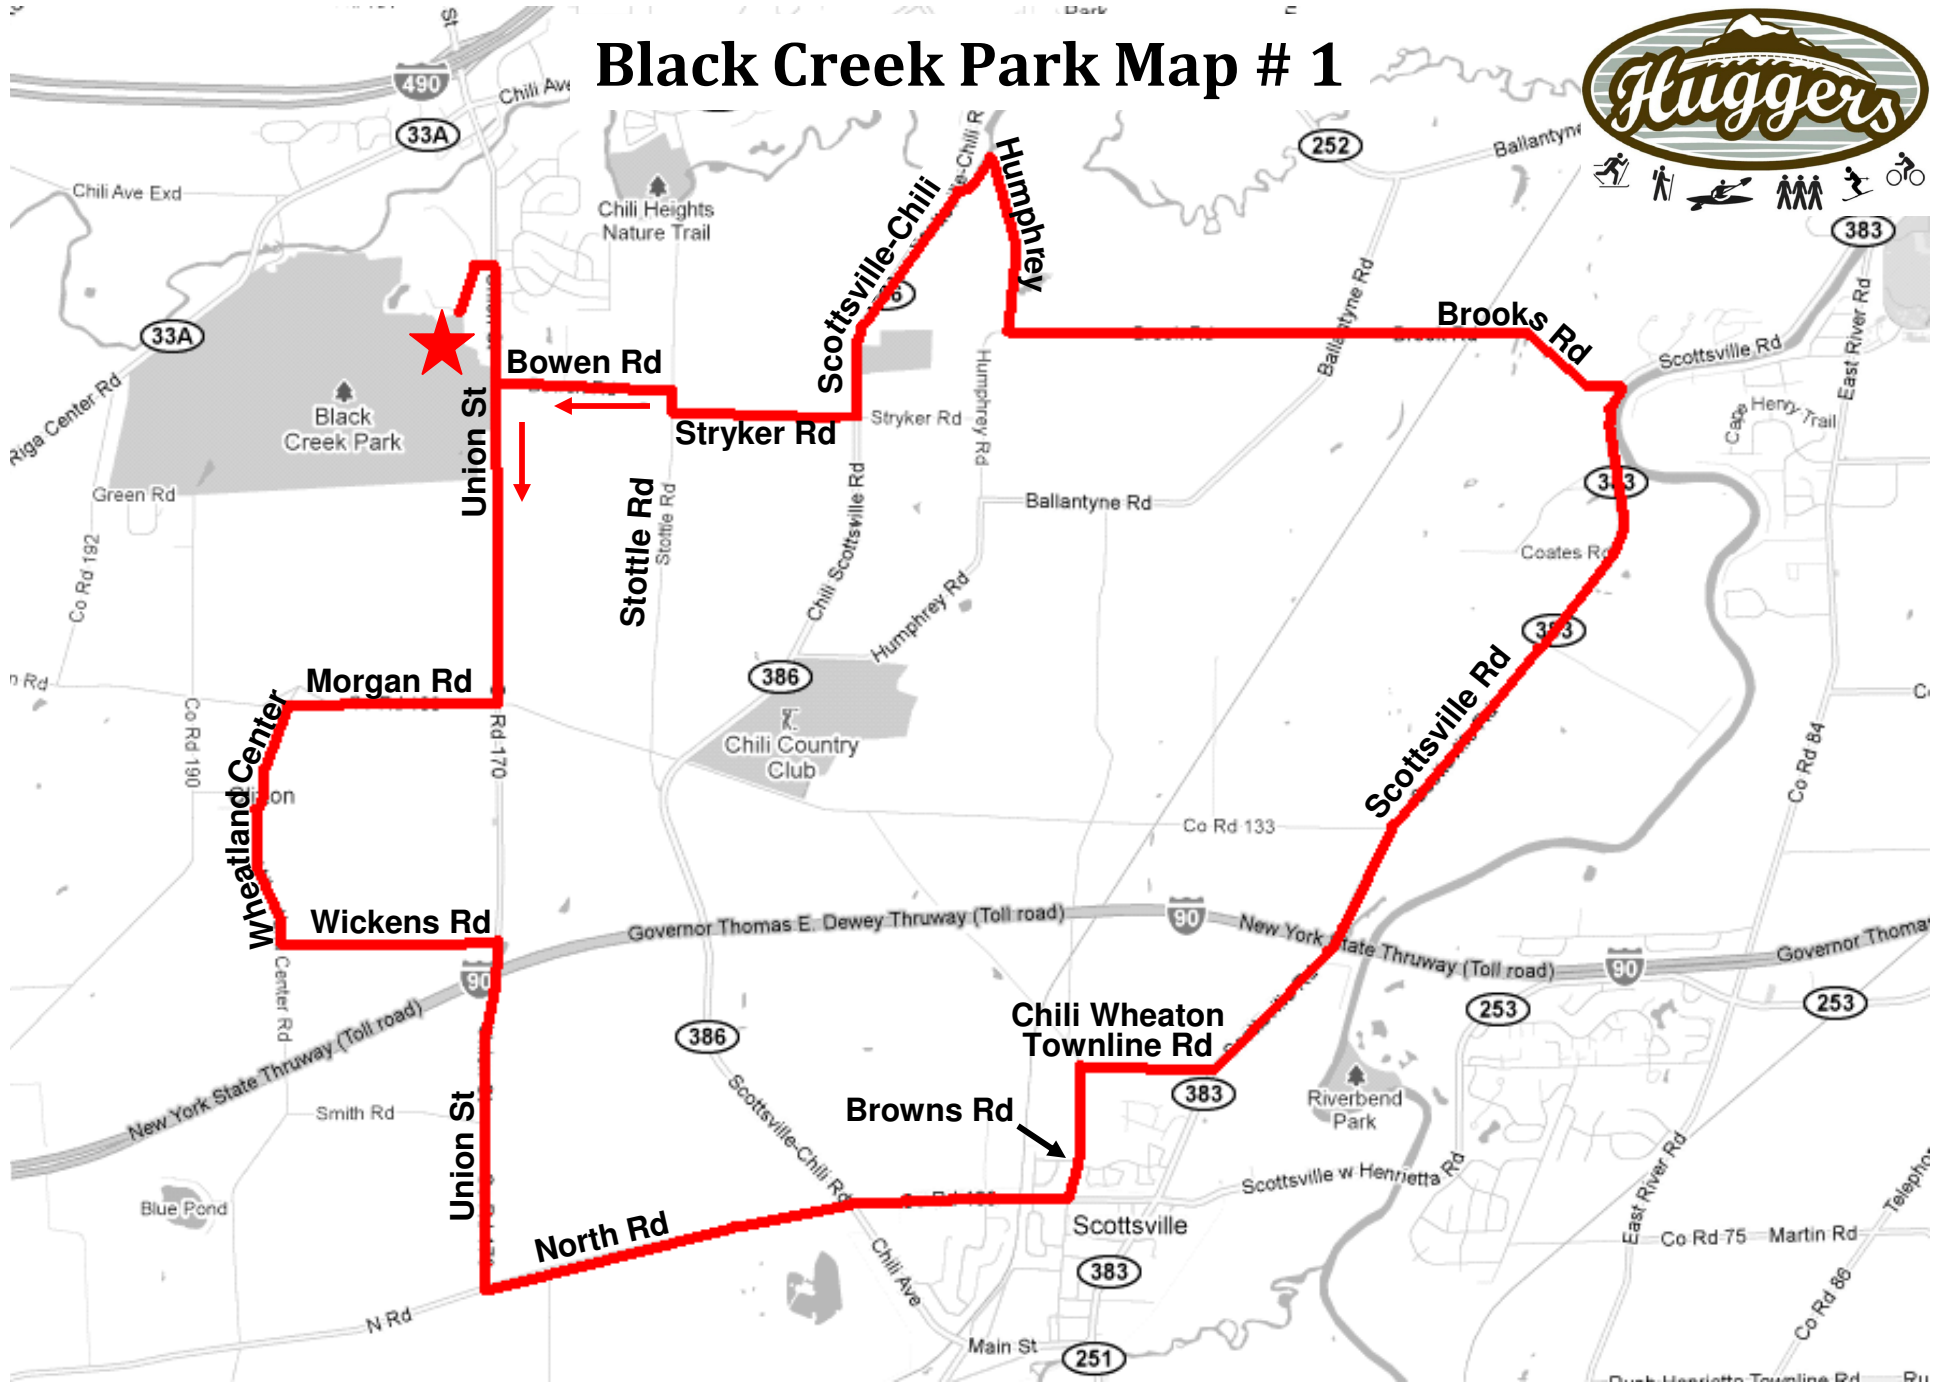 Black Creek Park Map # 1
Huggers
Park
St
490
Chili Ave
33A
252
Ballantyne
Chili Ave Exd
Chili Heights
Nature Trail
Scottsville-Chili
Humphrey
383
33A
Bowen Rd
Brooks Rd
Ballantyne Rd
Scottsville Rd
East River Rd
Riga Center Rd
Black
Creek Park
Union St
Stryker Rd
Stryker Rd
Humphrey Rd
Cape Henry Trail
Green Rd
Stottle Rd
Stottle Rd
Chili Scottsville Rd
Ballantyne Rd
383
Coates Rd
Co Rd 192
Humphrey Rd
383
Morgan Rd
386
Chili Country
Club
Co Rd 190
Rd 170
Wheatland Center
Scottsville Rd
Co Rd 84
Co Rd 133
Wickens Rd
Governor Thomas E. Dewey Thruway (Toll road)
90
New York State Thruway (Toll road)
90
Governor Thoma
90
Center Rd
New York State Thruway (Toll road)
386
Chili Wheaton
Townline Rd
253
253
383
Riverbend
Park
Browns Rd
Smith Rd
Union St
Scottsville-Chili Rd
Scottsville w Henrietta Rd
East River Rd
Blue Pond
North Rd
Scottsville
Co Rd 75
Martin Rd
383
Chili Ave
Co Rd 86
N Rd
Main St
251